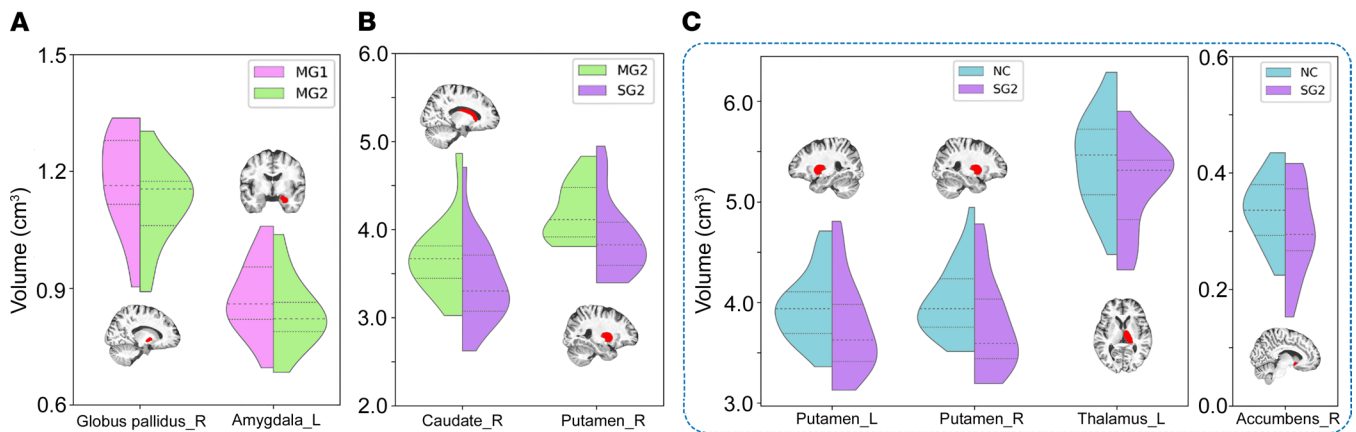 A
B
C
Volume (cm³)
1.5
1.2
0.9
0.6
MG1
MG2
Globus pallidus_R
Amygdala_L
6.0
5.0
4.0
3.0
2.0
MG2
SG2
Caudate_R
Putamen_R
Volume (cm³)
6.0
5.0
4.0
3.0
NC
SG2
Putamen_L
Putamen_R
Thalamus_L
0.6
0.4
0.2
0.0
NC
SG2
Accumbens_R